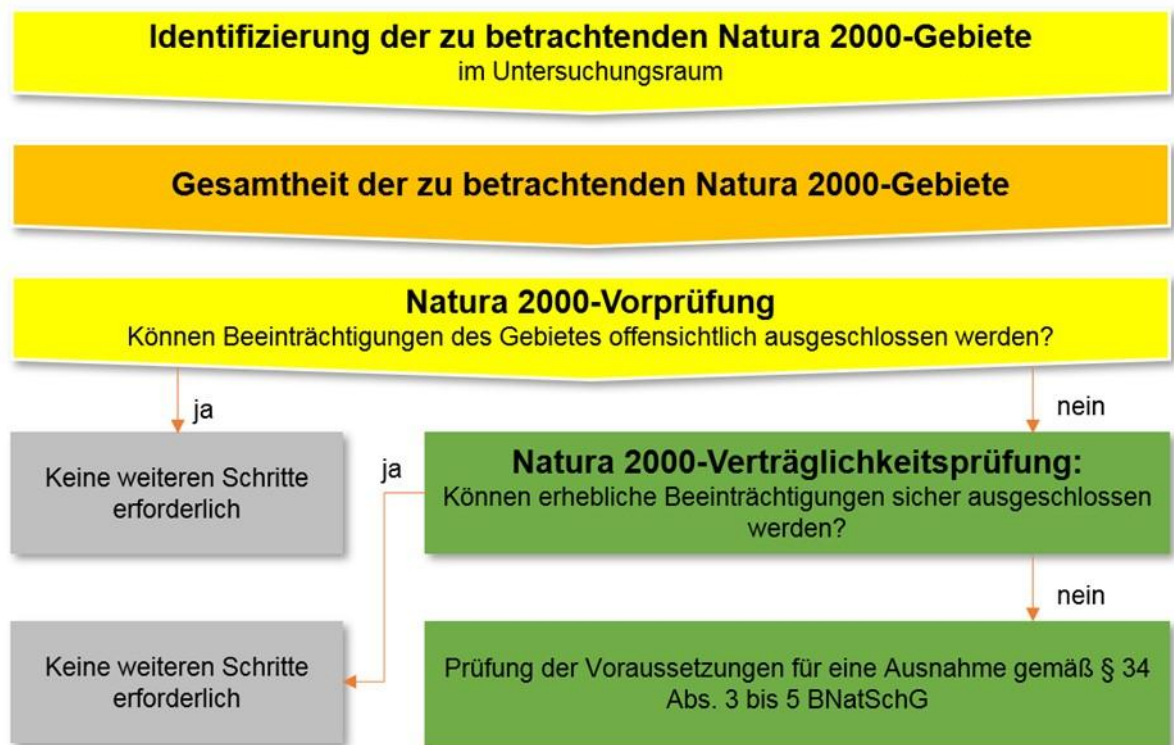 Identifizierung der zu betrachtenden Natura 2000-Gebiete
im Untersuchungsraum
Gesamtheit der zu betrachtenden Natura 2000-Gebiete
Natura 2000-Vorprüfung
Können Beeinträchtigungen des Gebietes offensichtlich ausgeschlossen werden?
ja
nein
Keine weiteren Schritte
erforderlich
ja
Natura 2000-Verträglichkeitsprüfung:
Können erhebliche Beeinträchtigungen sicher ausgeschlossen
werden?
nein
Keine weiteren Schritte
erforderlich
Prüfung der Voraussetzungen für eine Ausnahme gemäß § 34
Abs. 3 bis 5 BNatSchG